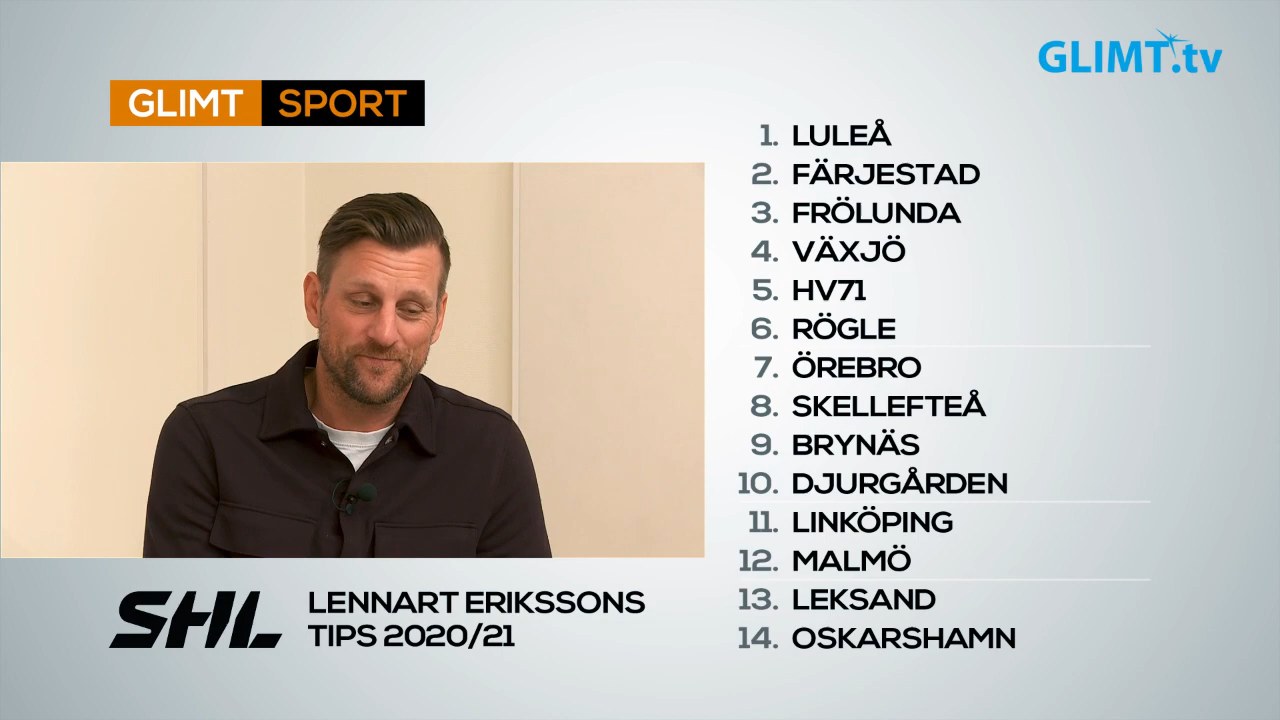 GLIMT.tv
GLIMT SPORT
1. LULEÅ
2. FÄRJESTAD
3. FRÖLUNDA
4. VÄXJÖ
5. HV71
6. RÖGLE
7. ÖREBRO
8. SKELLEFTEÅ
9. BRYNÄS
10. DJURGÅRDEN
11. LINKÖPING
12. MALMÖ
13. LEKSAND
14. OSKARSHAMN
SHL
LENNART ERIKSSONS
TIPS 2020/21